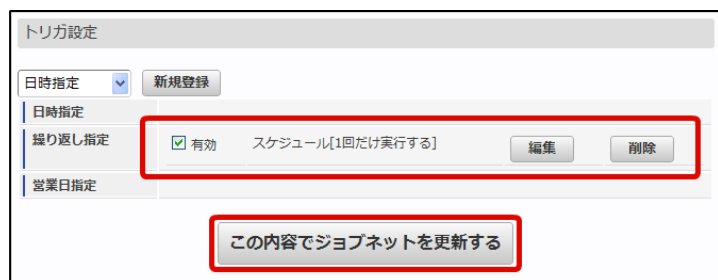 トリガ設定
日時指定 新規登録
日時指定
繰り返し指定 有効 スケジュール[1回だけ実行する] 編集 削除
営業日指定
この内容でジョブネットを更新する